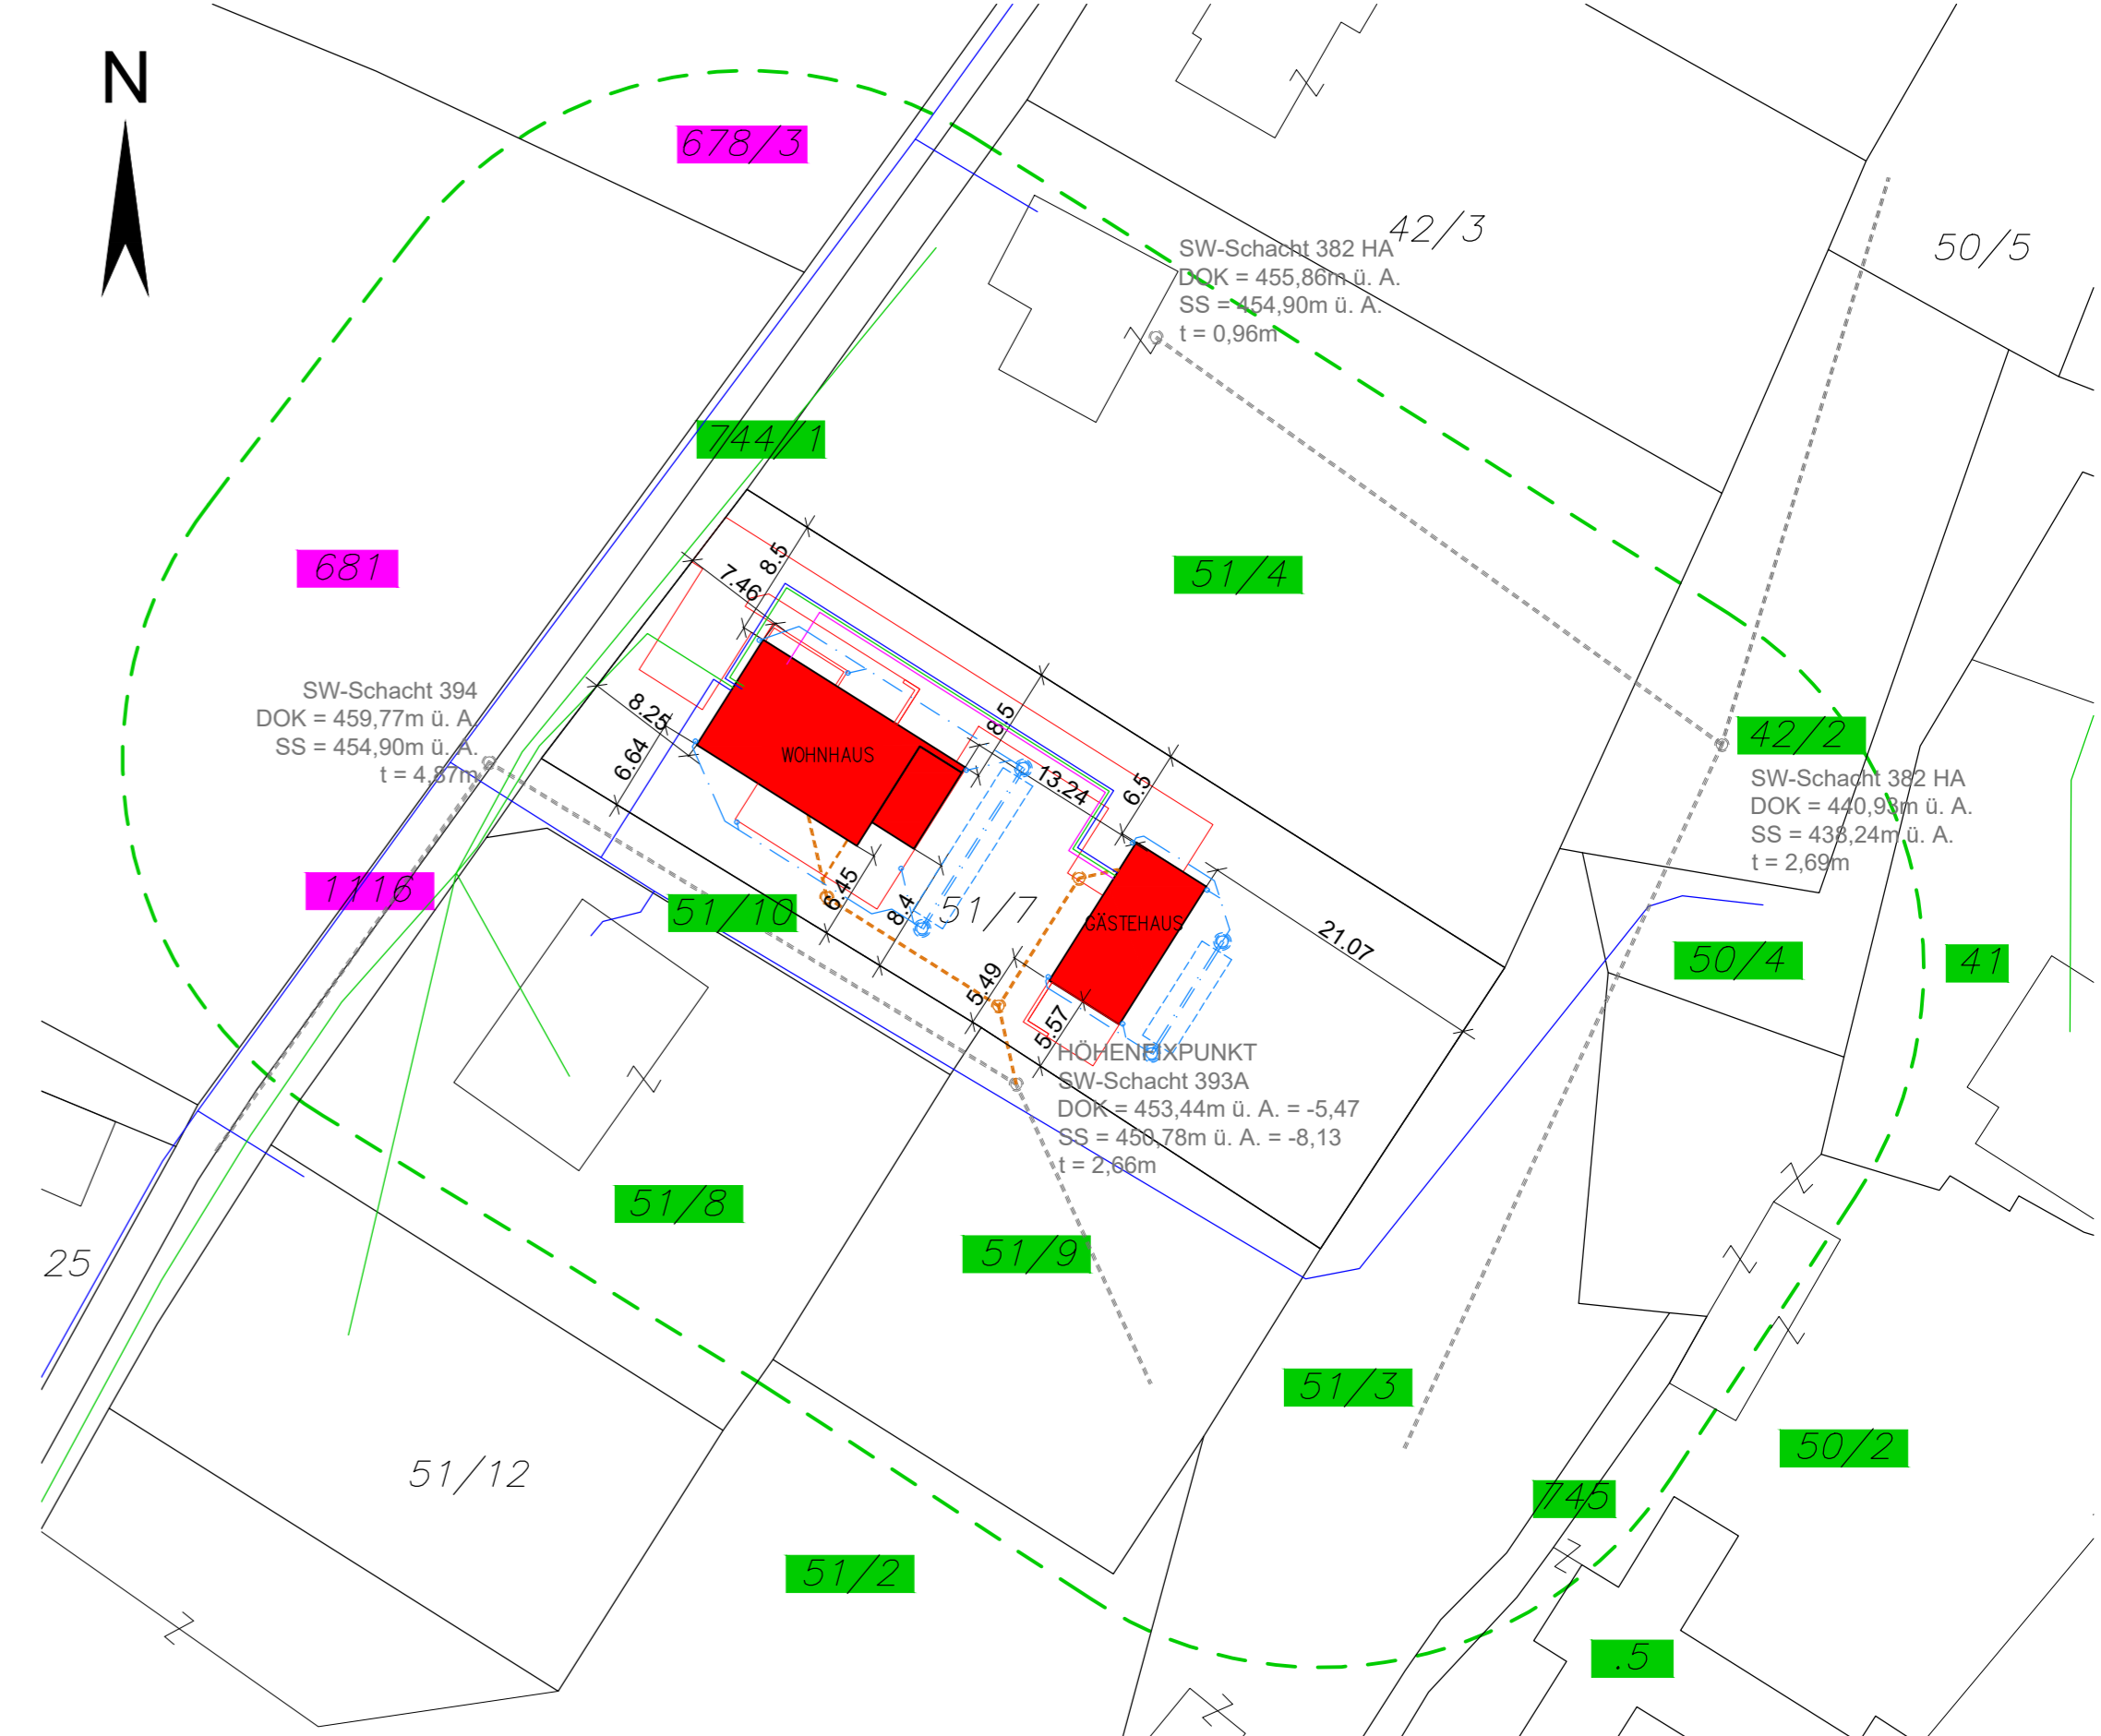 N
678/3
42/3
50/5
SW-Schacht 382 HA
DOK = 455,86m ü. A.
SS = 454,90m ü. A.
t = 0,96m
744/1
681
51/4
8.5
7.46
SW-Schacht 394
DOK = 459,77m ü. A.
SS = 454,90m ü. A.
t = 4,87m
8.25
6.64
WOHNHAUS
8.5
13.24
6.5
42/2
SW-Schacht 382 HA
DOK = 440,93m ü. A.
SS = 438,24m ü. A.
t = 2,69m
1116
51/10
6.45
8.4
51/7
GÄSTEHAUS
21.07
50/4
41
5.49
5.57
HÖHENFIXPUNKT
SW-Schacht 393A
DOK = 453,44m ü. A. = -5,47
SS = 450,78m ü. A. = -8,13
t = 2,66m
51/8
51/9
25
51/3
50/2
51/12
745
51/2
.5